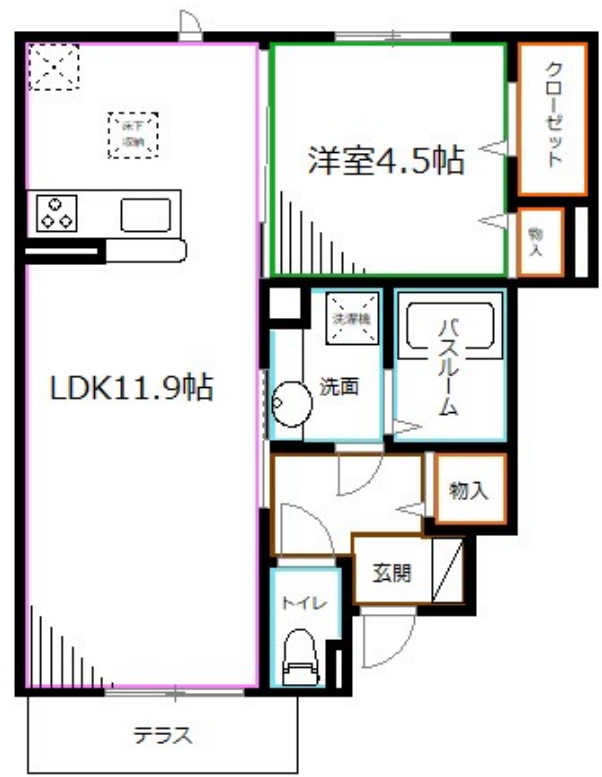 床下
収納
クローゼット
洋室4.5帖
物入
洗濯機
バスルーム
LDK11.9帖
洗面
物入
玄関
トイレ
テラス